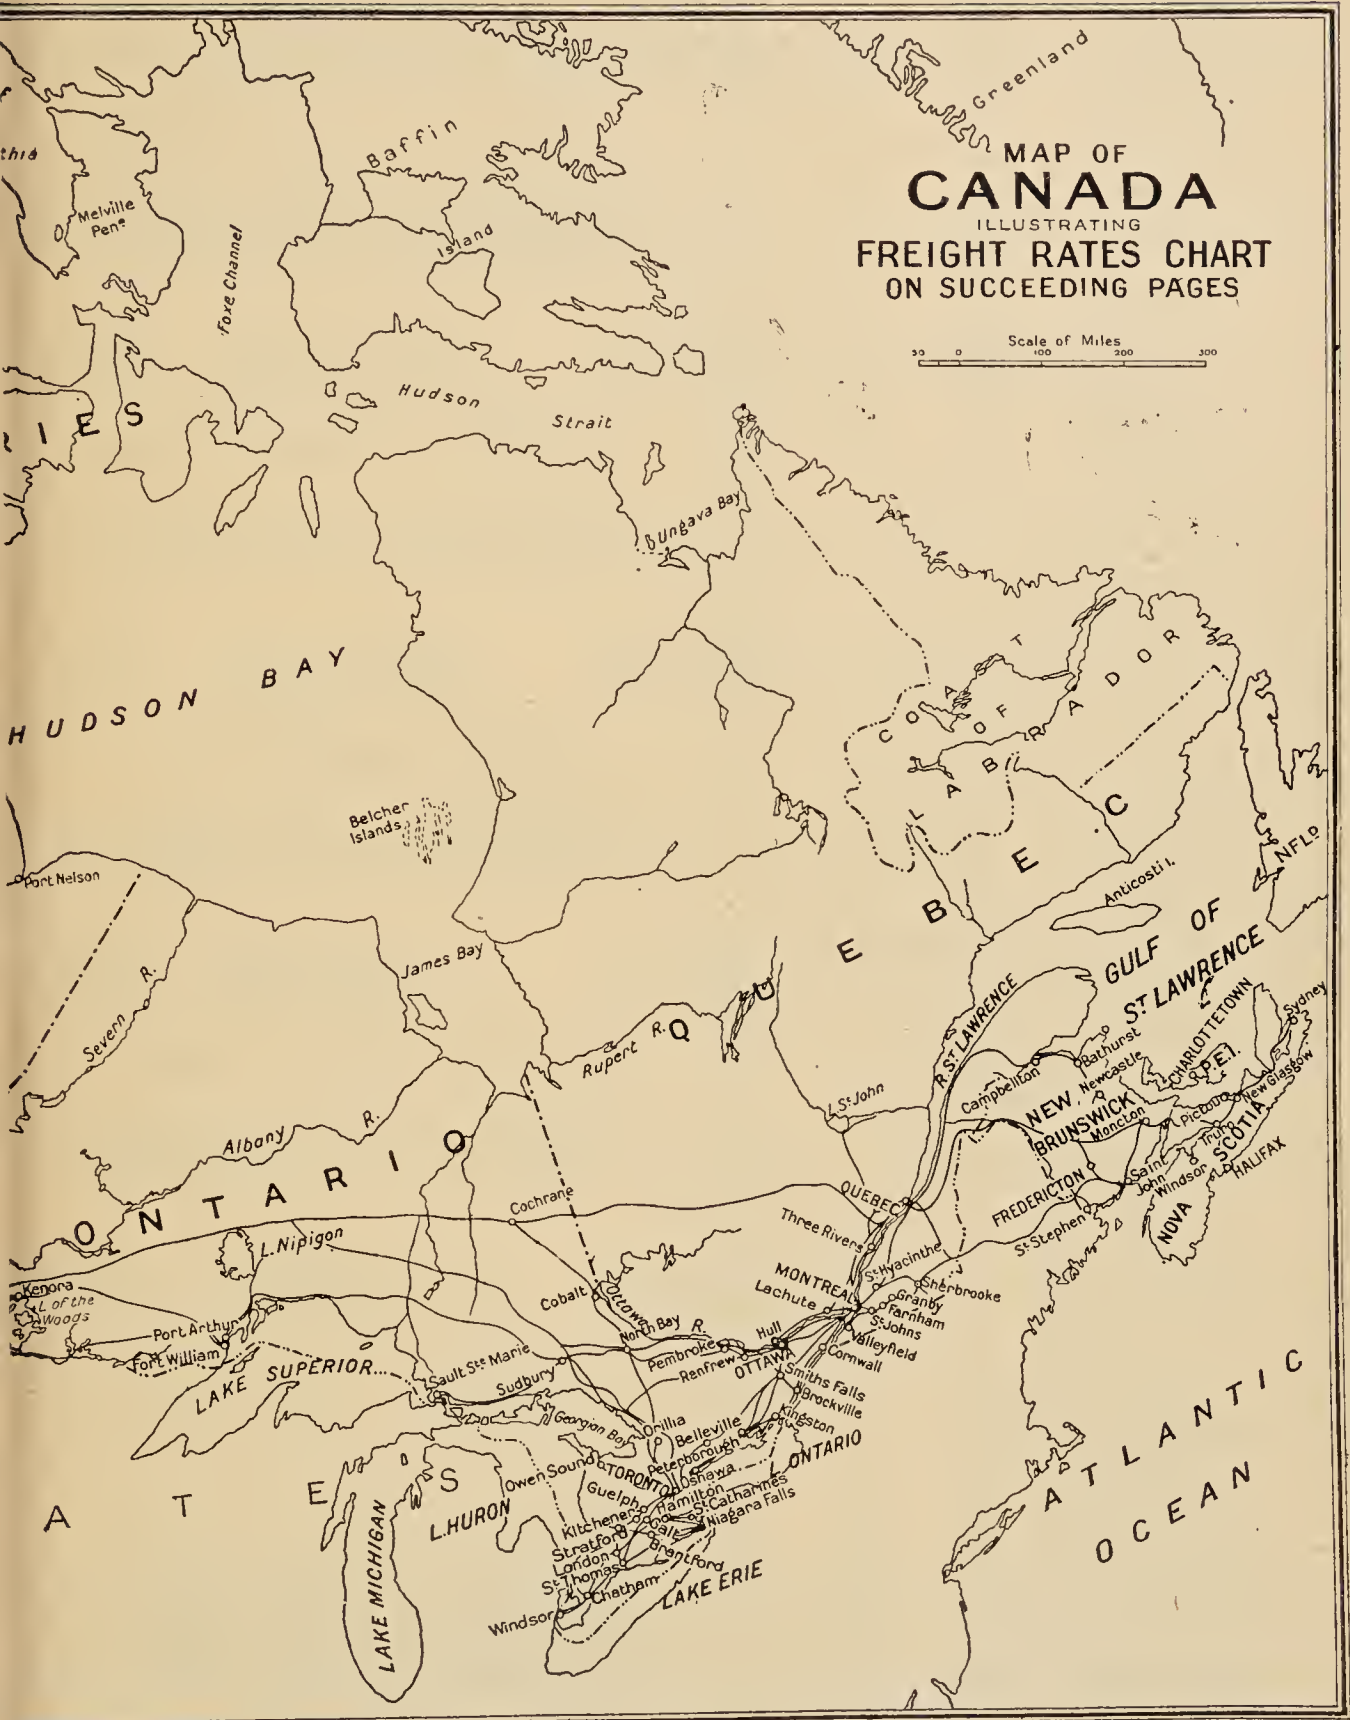 Greenland
MAP OF
CANADA
ILLUSTRATING
FREIGHT RATES CHART
ON SUCCEEDING PAGES
Scale of Miles
50 0 100 200 300
Baffin
Island
Melville
Penª
Foxe Channel
Hudson
Strait
IES
Ungava Bay
HUDSON BAY
COAST
OF
LABRADOR
Belcher
Islands
Port Nelson
NFLD
Anticosti I.
GULF OF
ST LAWRENCE
QUEBEC
James Bay
Severn R.
Rupert R.
R. ST LAWRENCE
CHARLOTTETOWN
P.E.I.
Sydney
Bathurst
Campbellton
Newcastle
NEW
BRUNSWICK
Moncton
Pictou
New Glasgow
Truro
L. St John
Albany R.
ONTARIO
NOVA
SCOTIA
HALIFAX
Windsor
Saint
John
FREDERICTON
St Stephen
Cochrane
QUEBEC
Three Rivers
L. Nipigon
St Hyacinthe
MONTREAL
Sherbrooke
Lachute
Granby
Farnham
St Johns
Valleyfield
Cornwall
Kenora
L of the
Woods
Port Arthur
Fort William
Cobalt
Ottawa R.
North Bay
Hull
Pembroke
Renfrew
OTTAWA
LAKE SUPERIOR
Sault Ste Marie
Sudbury
Smiths Falls
Brockville
Kingston
Georgian Bay
Orillia
Belleville
Peterborough
L. ONTARIO
Owen Sound
TORONTO
Oshawa
Guelph
Hamilton
St Catharines
Niagara Falls
Kitchener
Galt
Stratford
Brantford
London
St Thomas
Chatham
Windsor
LAKE ERIE
L. HURON
LAKE MICHIGAN
ATES
ATLANTIC
OCEAN